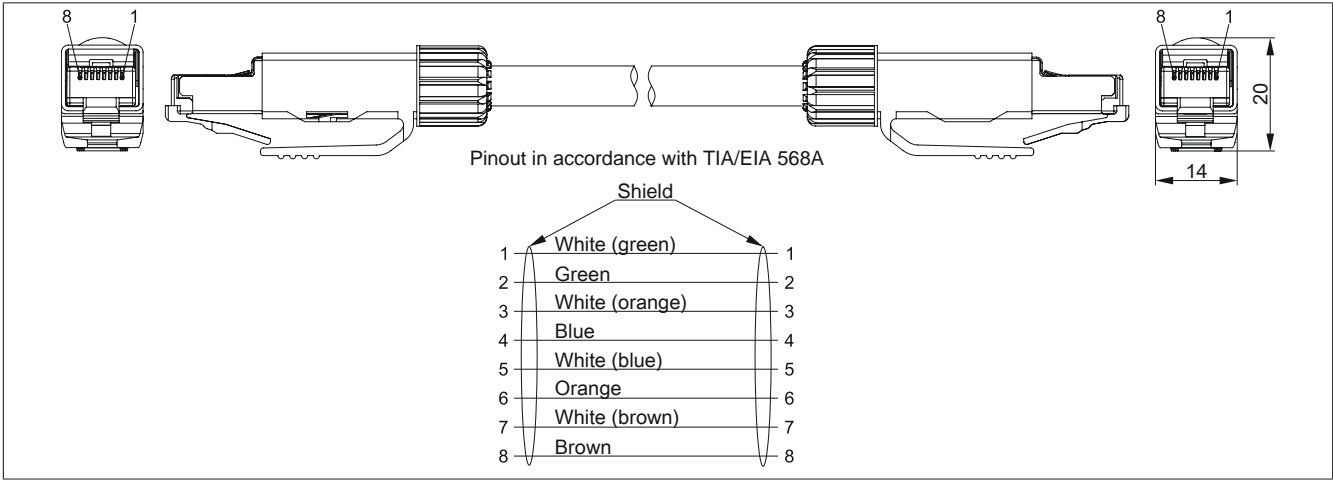 8 1 8 1
20
14
Pinout in accordance with TIA/EIA 568A
Shield
1 White (green) 1
2 Green 2
3 White (orange) 3
4 Blue 4
5 White (blue) 5
6 Orange 6
7 White (brown) 7
8 Brown 8